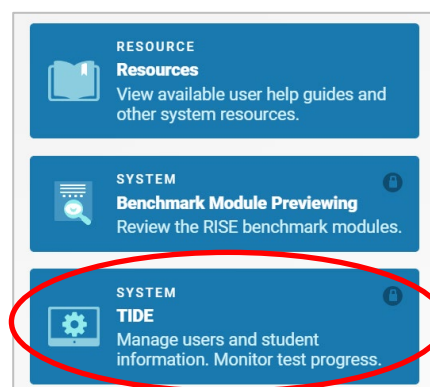 RESOURCE
Resources
View available user help guides and
other system resources.
SYSTEM
Benchmark Module Previewing
Review the RISE benchmark modules.
SYSTEM
TIDE
Manage users and student
information. Monitor test progress.